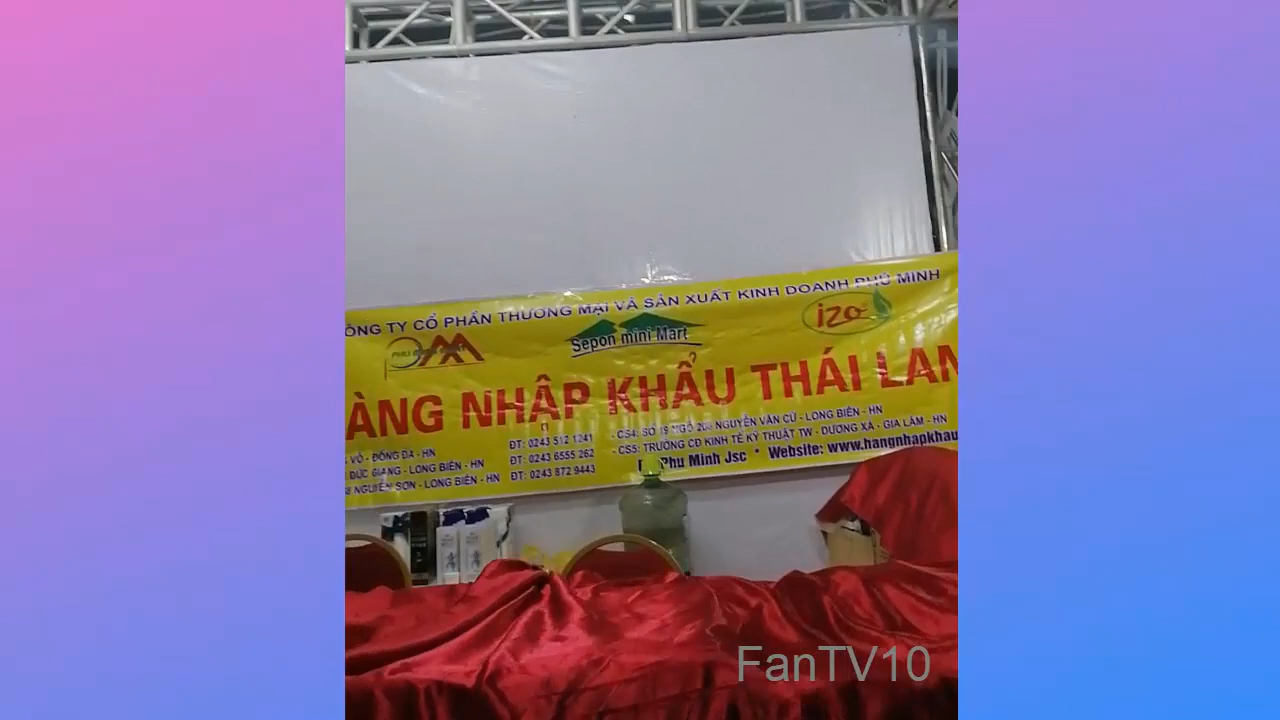 ÔNG TY CỔ PHẦN THƯƠNG MẠI VÀ SẢN XUẤT KINH DOANH PHÚ MINH
Sepon mini Mart
izo
ÀNG NHẬP KHẨU THÁI LAN
VÕ - ĐỐNG ĐA - HN
ĐT: 0243 512 1241
- CS4: SỐ 19 NGÕ 200 NGUYỄN VĂN CỪ - LONG BIÊN - HN
ĐỨC GIANG - LONG BIÊN - HN
ĐT: 0243 6555 262
- CS5: TRƯỜNG CĐ KINH TẾ KỸ THUẬT TW - DƯƠNG XÁ - GIA LÂM - HN
NGUYỄN SƠN - LONG BIÊN - HN
ĐT: 0243 872 9443
Phu Minh Jsc * Website: www.hangnhapkhau
FanTV10